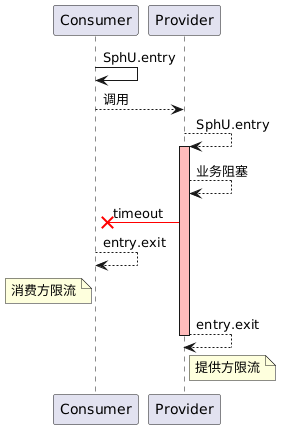 Consumer Provider
SphU.entry
调用
SphU.entry
业务阻塞
timeout
entry.exit
消费方限流
entry.exit
提供方限流
Consumer Provider